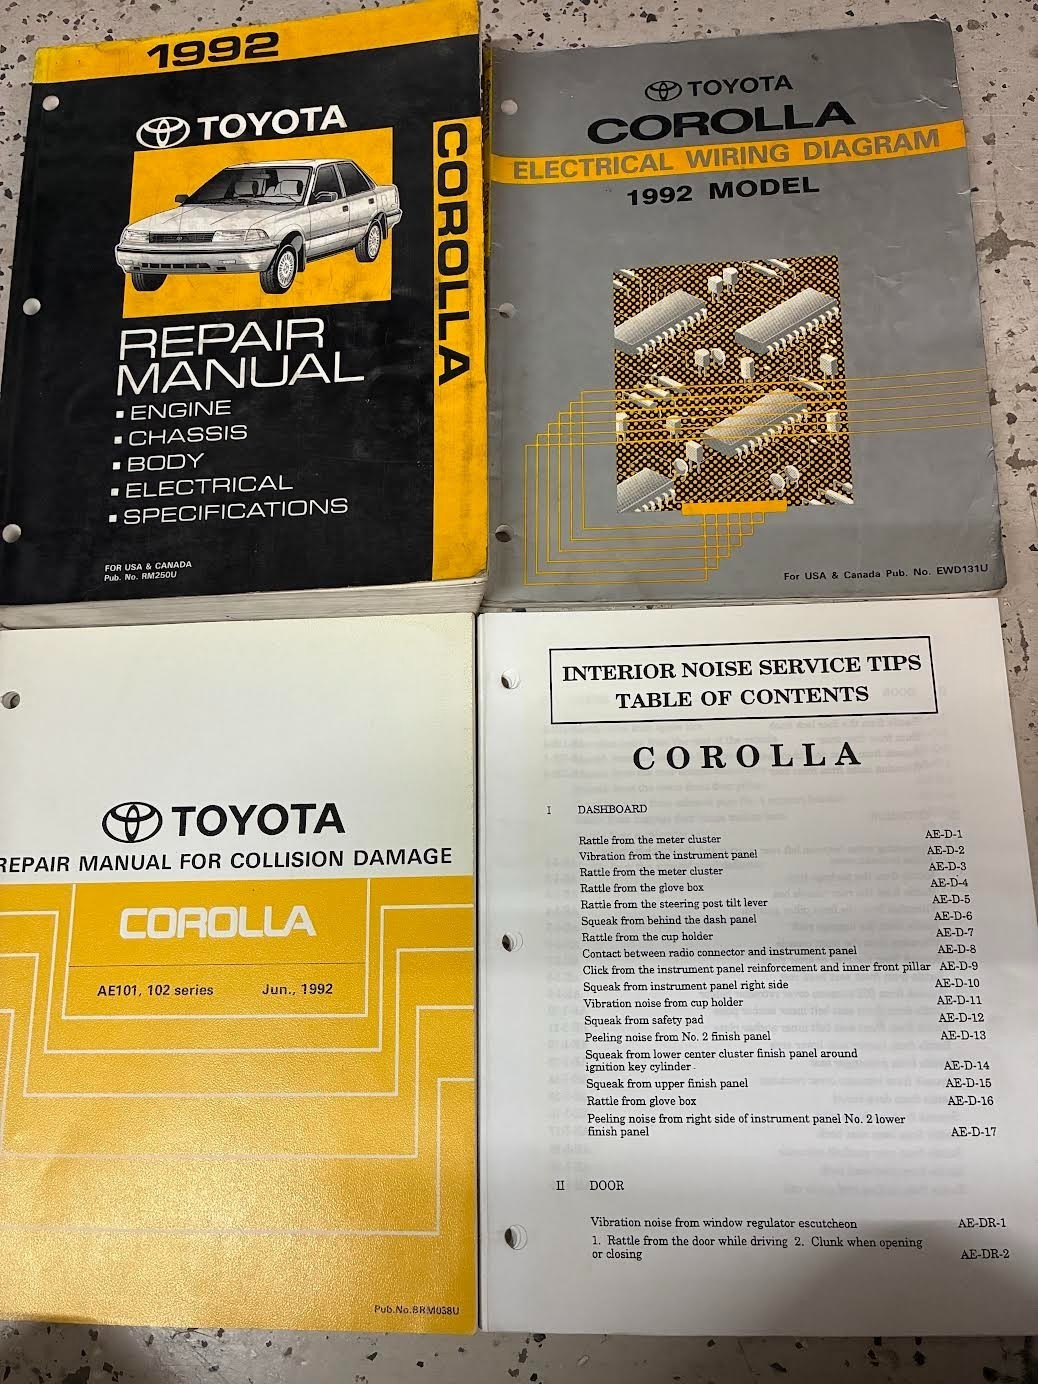 1992
TOYOTA
COROLLA
REPAIR
MANUAL
▪ ENGINE
▪ CHASSIS
▪ BODY
▪ ELECTRICAL
▪ SPECIFICATIONS
FOR USA & CANADA
Pub. No. RM250U
TOYOTA
COROLLA
ELECTRICAL WIRING DIAGRAM
1992 MODEL
For USA & Canada Pub. No. EWD131U
TOYOTA
REPAIR MANUAL FOR COLLISION DAMAGE
COROLLA
AE101, 102 series Jun., 1992
Pub.No.BRM038U
INTERIOR NOISE SERVICE TIPS
TABLE OF CONTENTS
COROLLA
I DASHBOARD
Rattle from the meter cluster AE-D-1
Vibration from the instrument panel AE-D-2
Rattle from the meter cluster AE-D-3
Rattle from the glove box AE-D-4
Rattle from the steering post tilt lever AE-D-5
Squeak from behind the dash panel AE-D-6
Rattle from the cup holder AE-D-7
Contact between radio connector and instrument panel AE-D-8
Click from the instrument panel reinforcement and inner front pillar AE-D-9
Squeak from instrument panel right side AE-D-10
Vibration noise from cup holder AE-D-11
Squeak from safety pad AE-D-12
Peeling noise from No. 2 finish panel AE-D-13
Squeak from lower center cluster finish panel around
ignition key cylinder AE-D-14
Squeak from upper finish panel AE-D-15
Rattle from glove box AE-D-16
Peeling noise from right side of instrument panel No. 2 lower
finish panel AE-D-17
II DOOR
Vibration noise from window regulator escutcheon AE-DR-1
1. Rattle from the door while driving 2. Clunk when opening
or closing AE-DR-2